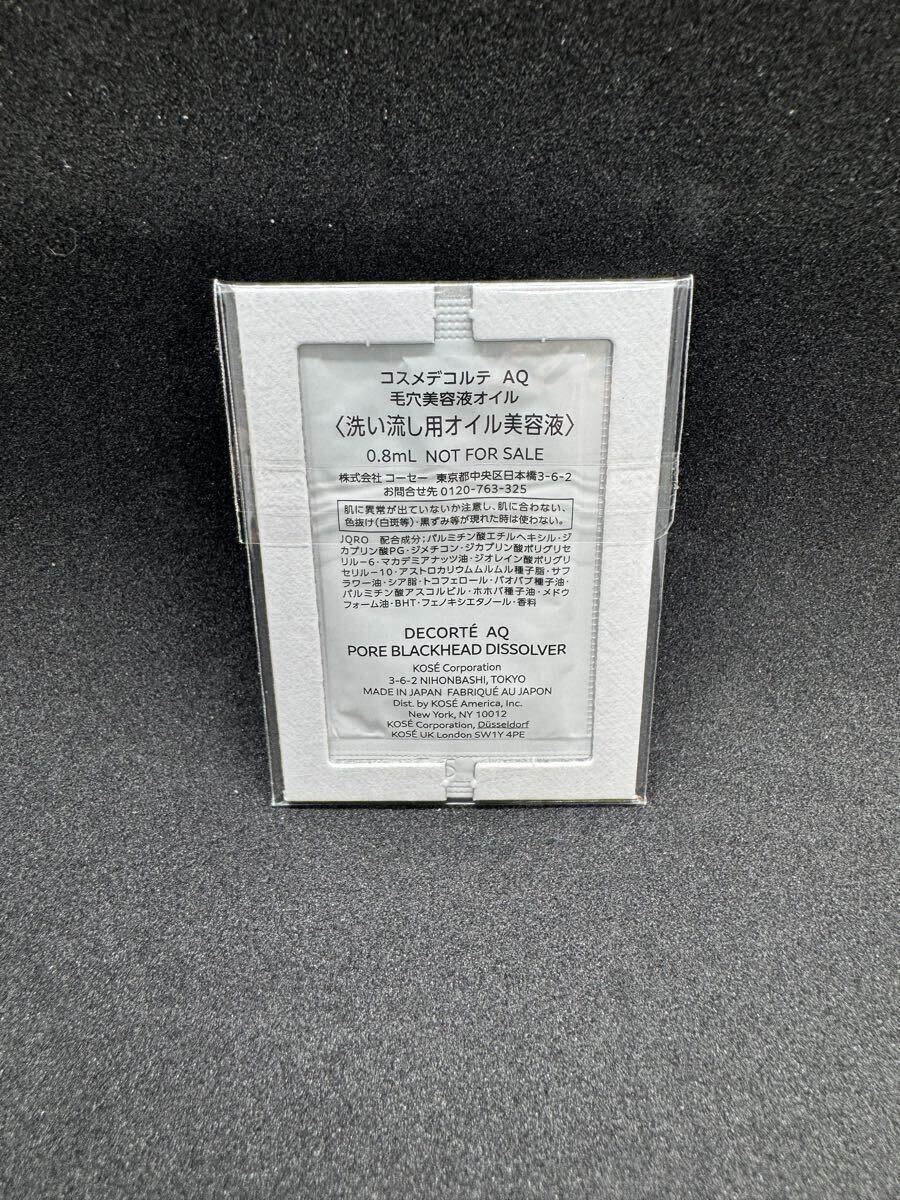 コスメデコルテ AQ
毛穴美容液オイル
〈洗い流し用オイル美容液〉
0.8mL NOT FOR SALE
株式会社 コーセー 東京都中央区日本橋3-6-2
お問合せ先 0120-763-325
肌に異常が出ていないか注意し、肌に合わない、
色抜け(白斑等)・黒ずみ等が現れた時は使わない。
JQRO 配合成分;パルミチン酸エチルヘキシル・ジ
カプリン酸PG・ジメチコン・ジカプリン酸ポリグリセ
リル-6・マカデミアナッツ油・ジオレイン酸ポリグリ
セリル-10・アストロカリウムムルムル種子脂・サフ
ラワー油・シア脂・トコフェロール・バオバブ種子油・
パルミチン酸アスコルビル・ホホバ種子油・メドウ
フォーム油・BHT・フェノキシエタノール・香料
DECORTÉ AQ
PORE BLACKHEAD DISSOLVER
KOSÉ Corporation
3-6-2 NIHONBASHI, TOKYO
MADE IN JAPAN FABRIQUÉ AU JAPON
Dist. by KOSÉ America, Inc.
New York, NY 10012
KOSÉ Corporation, Düsseldorf
KOSÉ UK London SW1Y 4PE